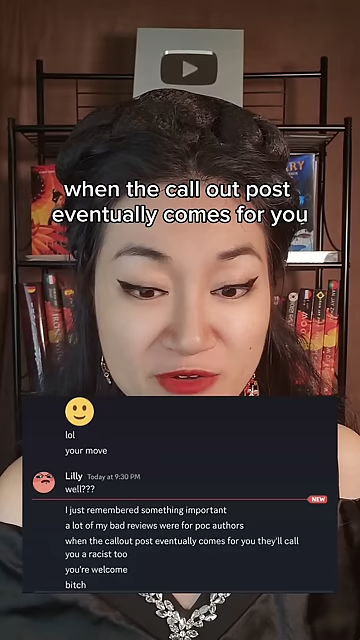 when the call out post
eventually comes for you
lol
your move
Lilly Today at 9:30 PM
well???
NEW
I just remembered something important
a lot of my bad reviews were for poc authors
when the callout post eventually comes for you they'll call
you a racist too
you're welcome
bitch